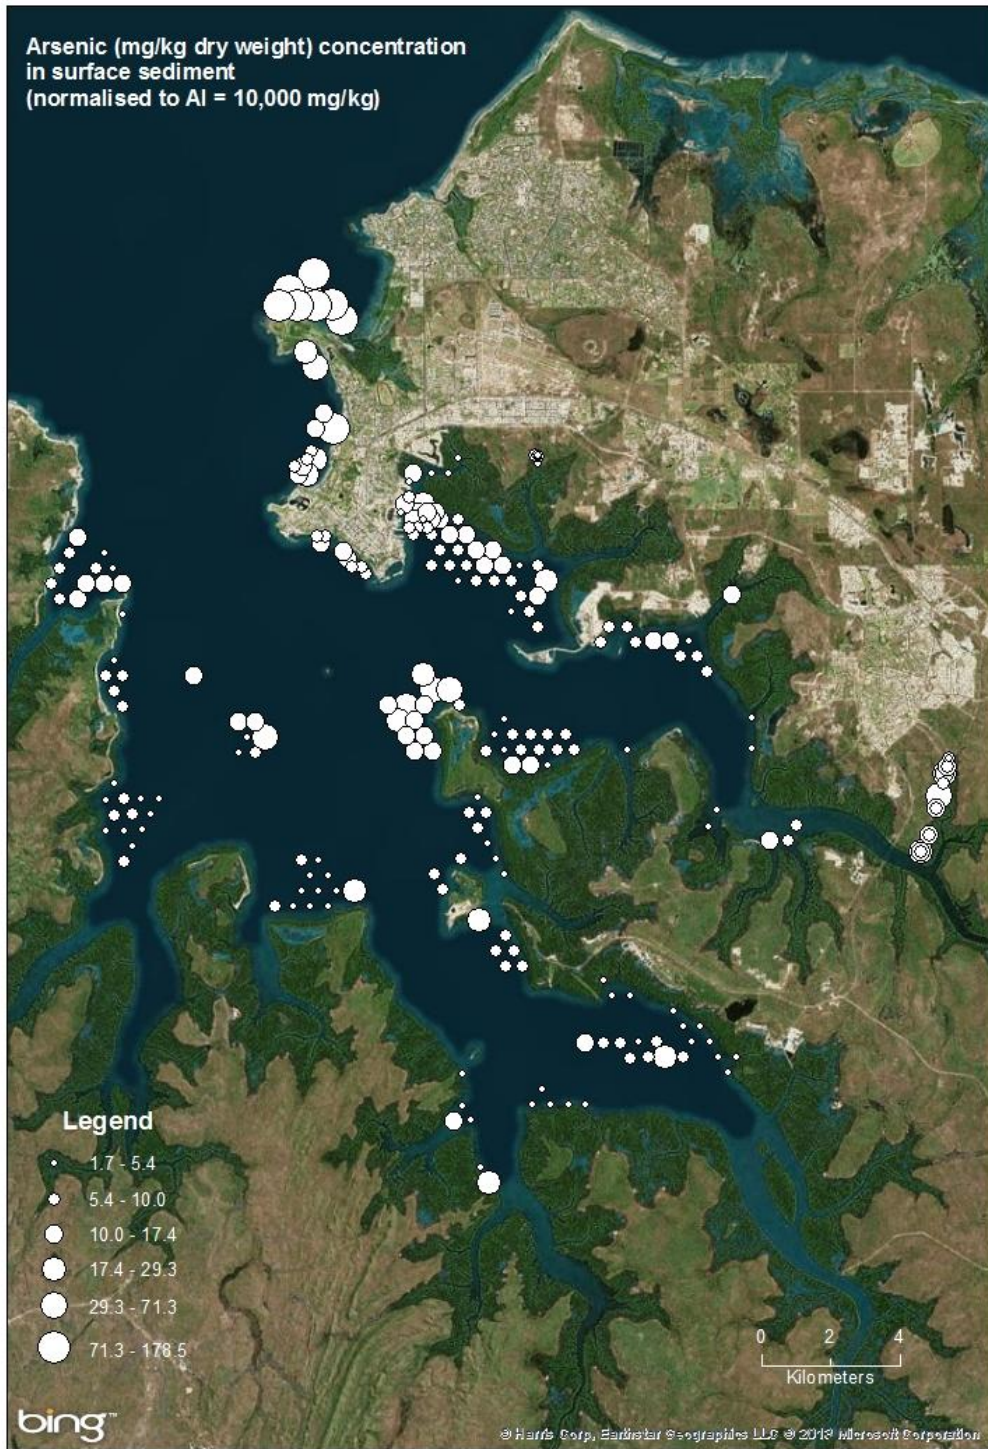 Arsenic (mg/kg dry weight) concentration
in surface sediment
(normalised to Al = 10,000 mg/kg)
Legend
1.7 - 5.4
5.4 - 10.0
10.0 - 17.4
17.4 - 29.3
29.3 - 71.3
71.3 - 178.5
0 2 4
Kilometers
bing™
© Harris Corp, Earthstar Geographics LLC © 2013 Microsoft Corporation